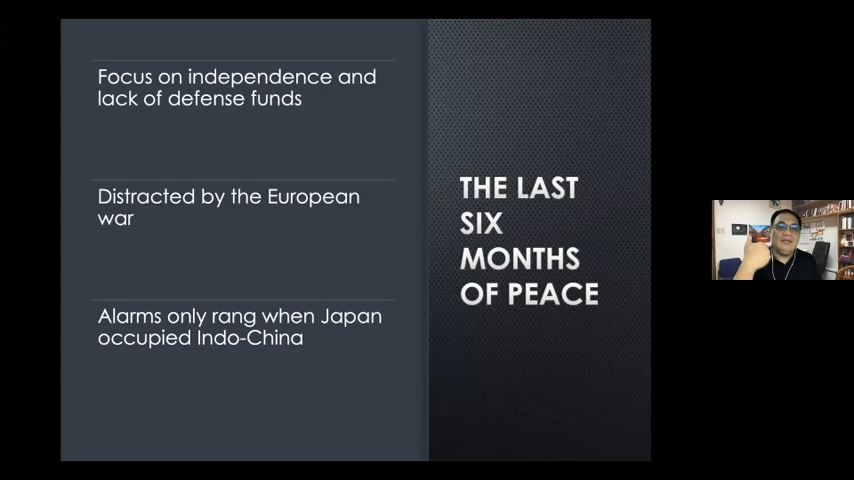 Focus on independence and
lack of defense funds
Distracted by the European
war
Alarms only rang when Japan
occupied Indo-China
THE LAST
SIX
MONTHS
OF PEACE